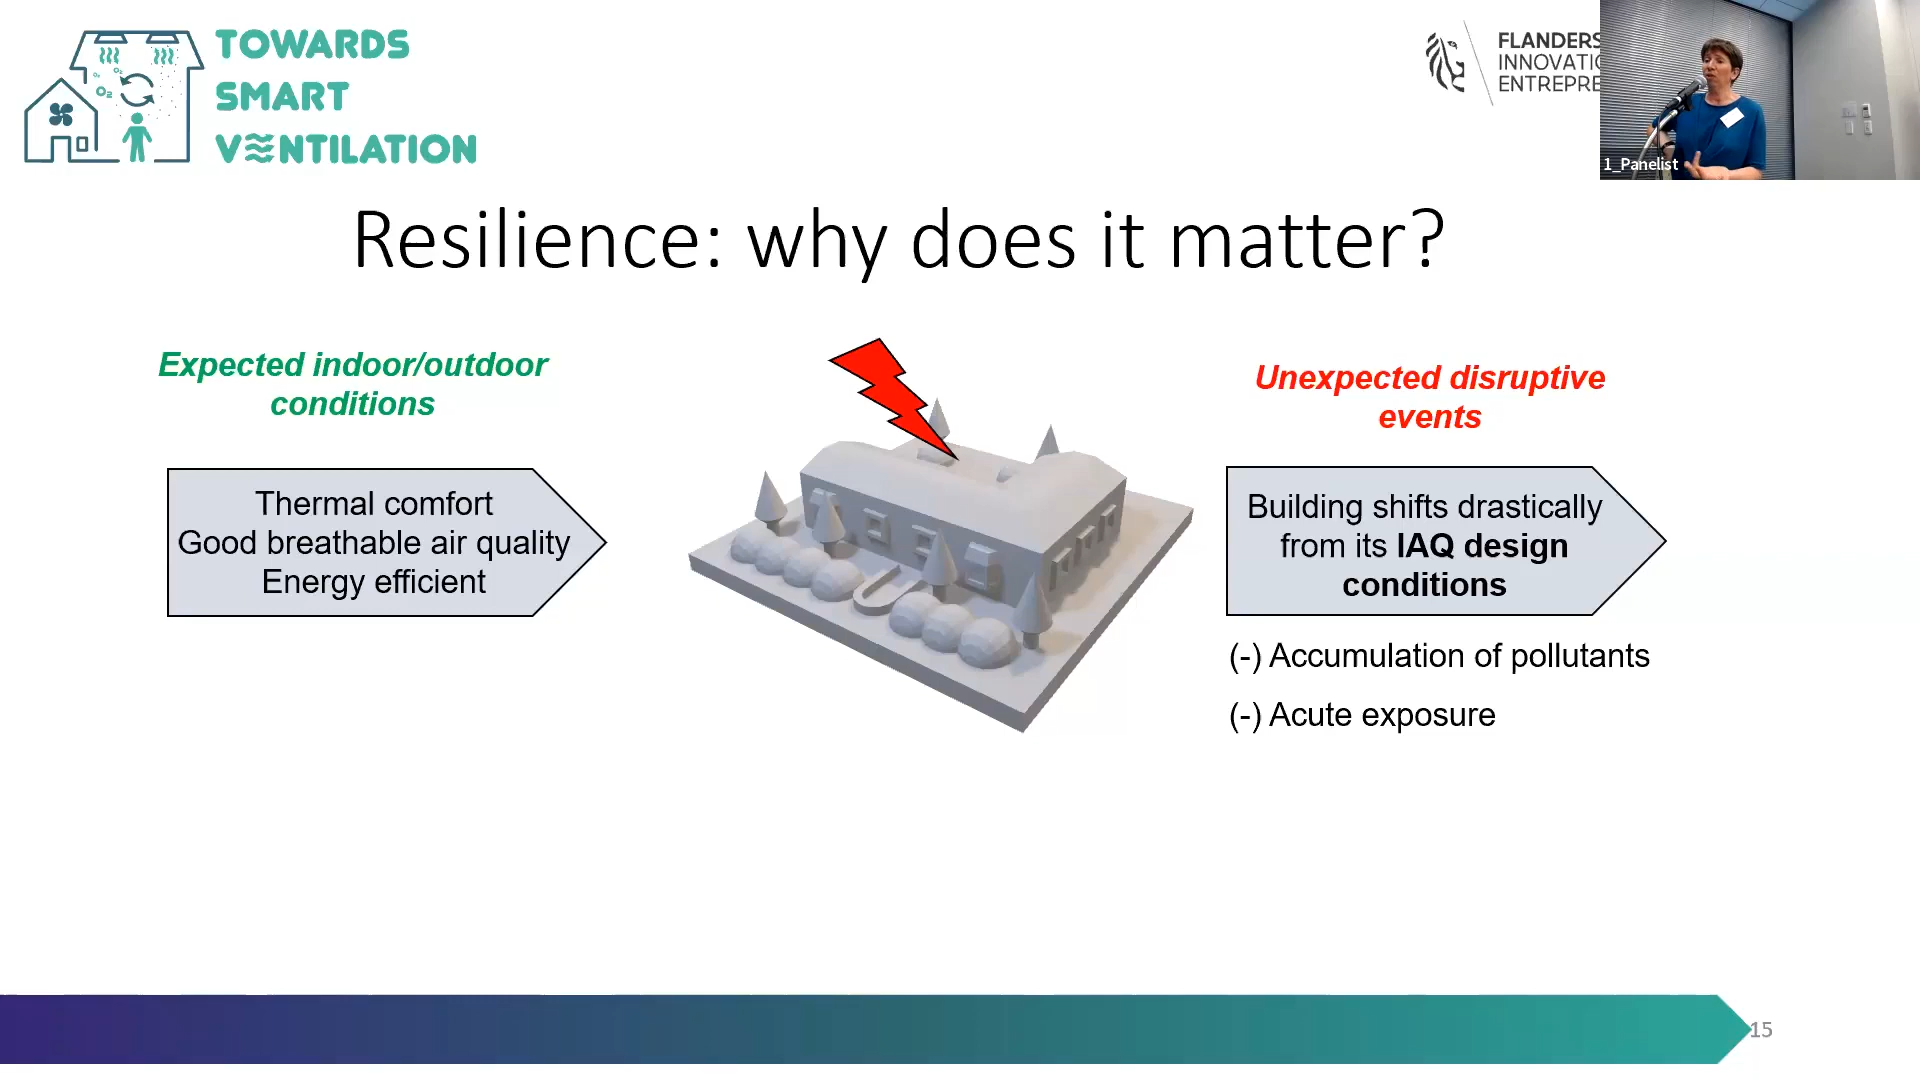 TOWARDS
SMART
VENTILATION
O₂
FLANDERS
INNOVATI
ENTREPRE
1_Panelist
Resilience: why does it matter?
Expected indoor/outdoor
conditions
Thermal comfort
Good breathable air quality
Energy efficient
Unexpected disruptive
events
Building shifts drastically
from its IAQ design
conditions
(-) Accumulation of pollutants
(-) Acute exposure
15